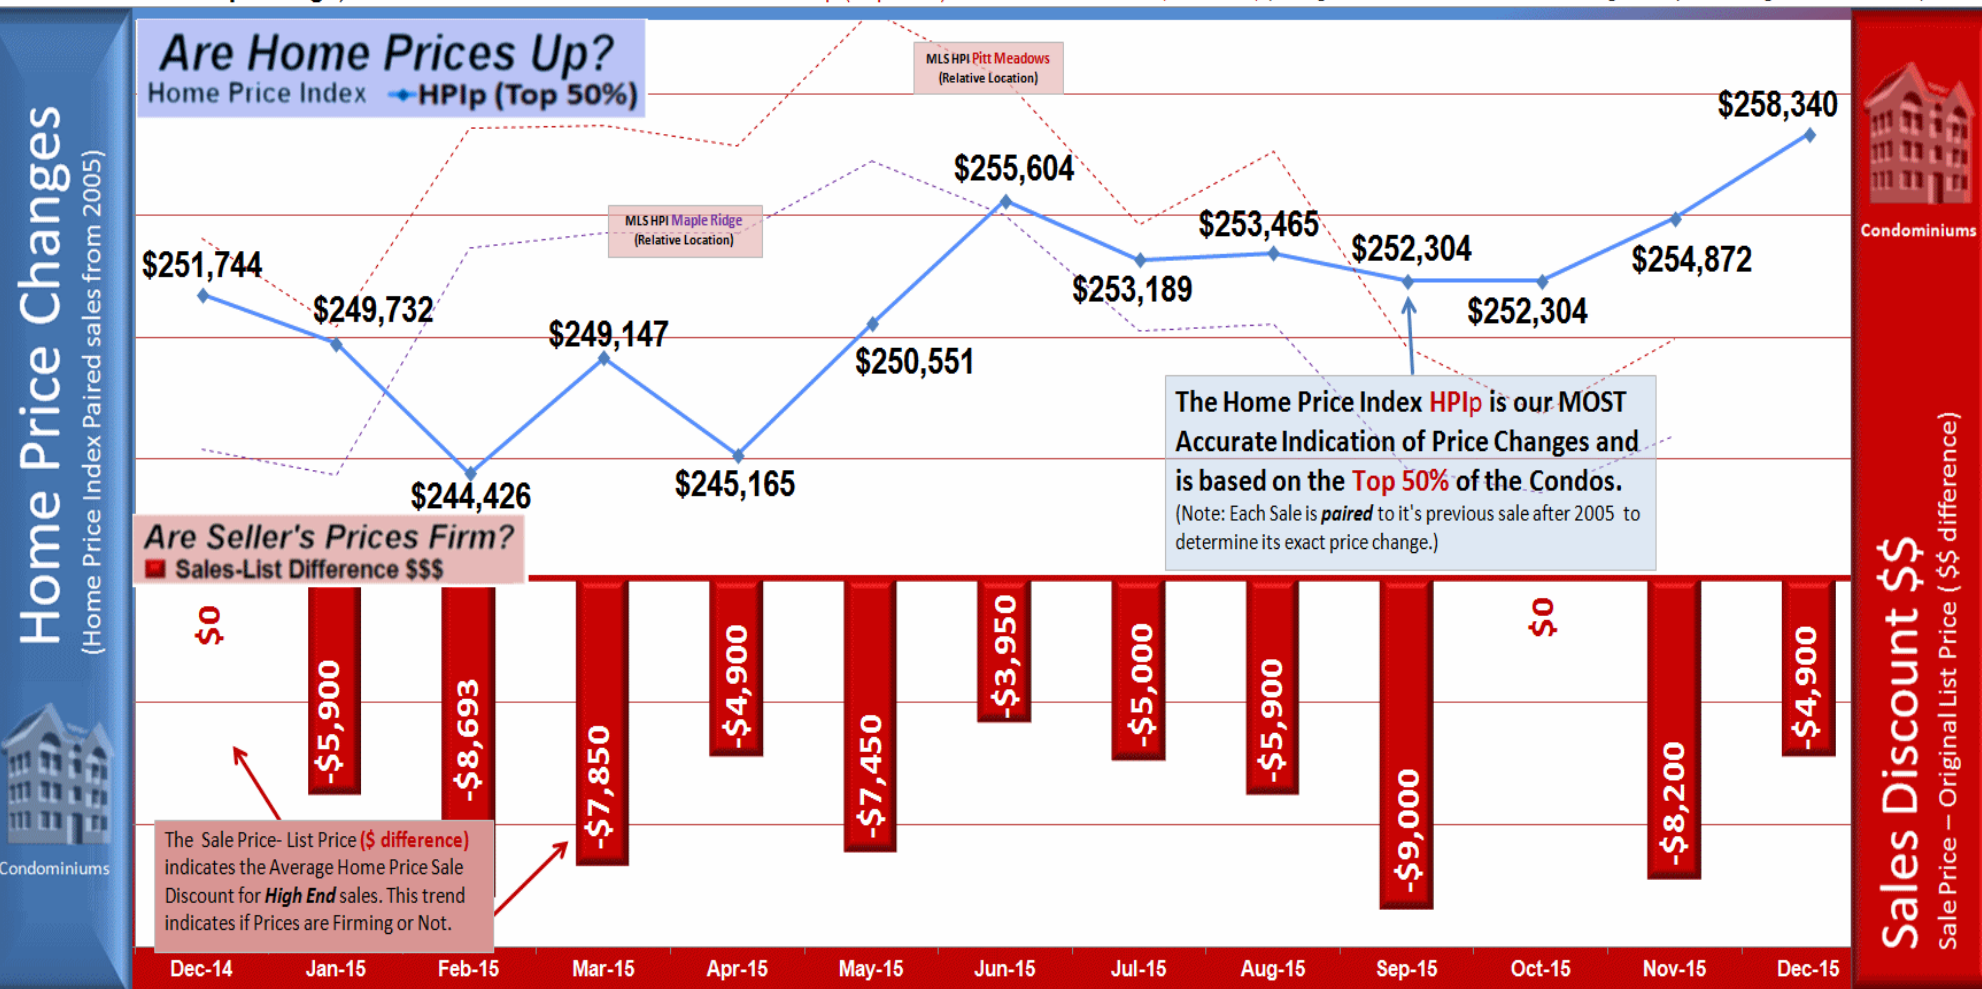 Home Price Changes
(Home Price Index Paired sales from 2005)
Condominiums
Are Home Prices Up?
Home Price Index HPIp (Top 50%)
MLS HPI Pitt Meadows
(Relative Location)
MLS HPI Maple Ridge
(Relative Location)
$251,744
$249,732
$244,426
$249,147
$245,165
$250,551
$255,604
$253,189
$253,465
$252,304
$252,304
$254,872
$258,340
The Home Price Index HPIp is our MOST
Accurate Indication of Price Changes and
is based on the Top 50% of the Condos.
(Note: Each Sale is paired to it's previous sale after 2005 to
determine its exact price change.)
Are Seller's Prices Firm?
Sales-List Difference $$$
$0
-$5,900
-$8,693
-$7,850
-$4,900
-$7,450
-$3,950
-$5,000
-$5,900
-$9,000
$0
-$8,200
-$4,900
The Sale Price- List Price ($ difference)
indicates the Average Home Price Sale
Discount for High End sales. This trend
indicates if Prices are Firming or Not.
Dec-14 Jan-15 Feb-15 Mar-15 Apr-15 May-15 Jun-15 Jul-15 Aug-15 Sep-15 Oct-15 Nov-15 Dec-15
Condominiums
Sales Discount $$
Sale Price – Original List Price ( $$ difference)